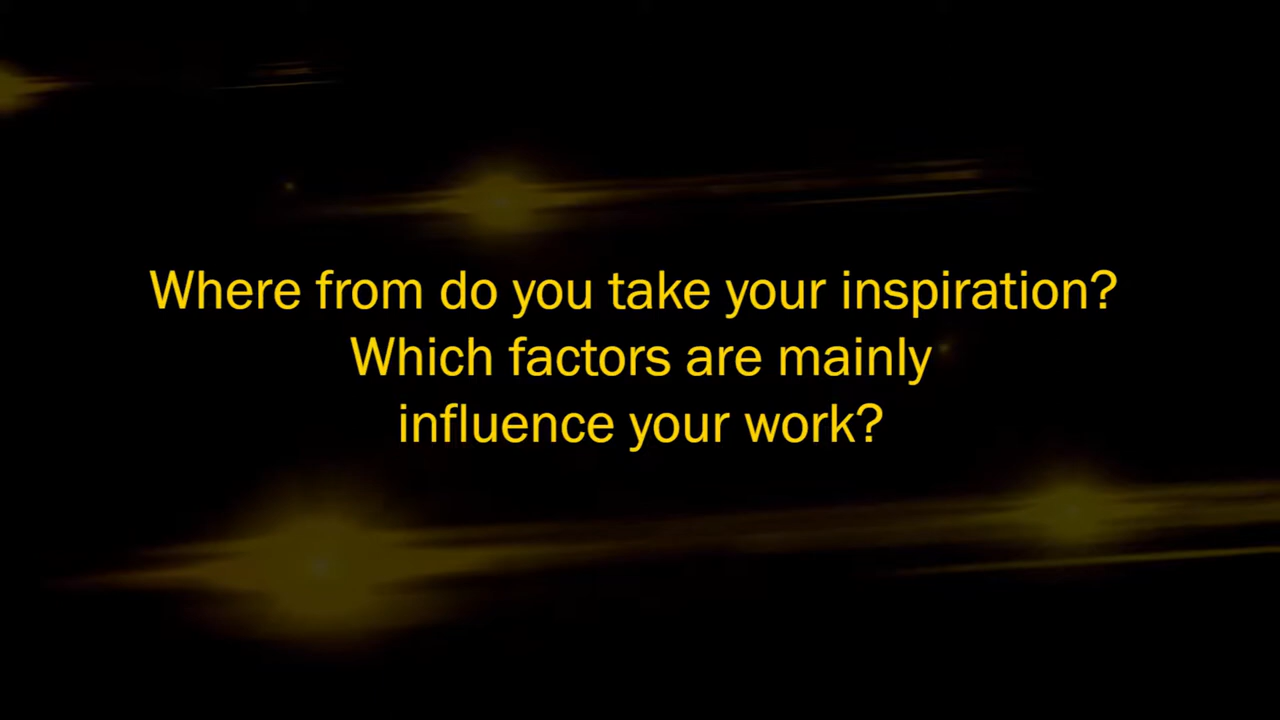 Where from do you take your inspiration?
Which factors are mainly
influence your work?